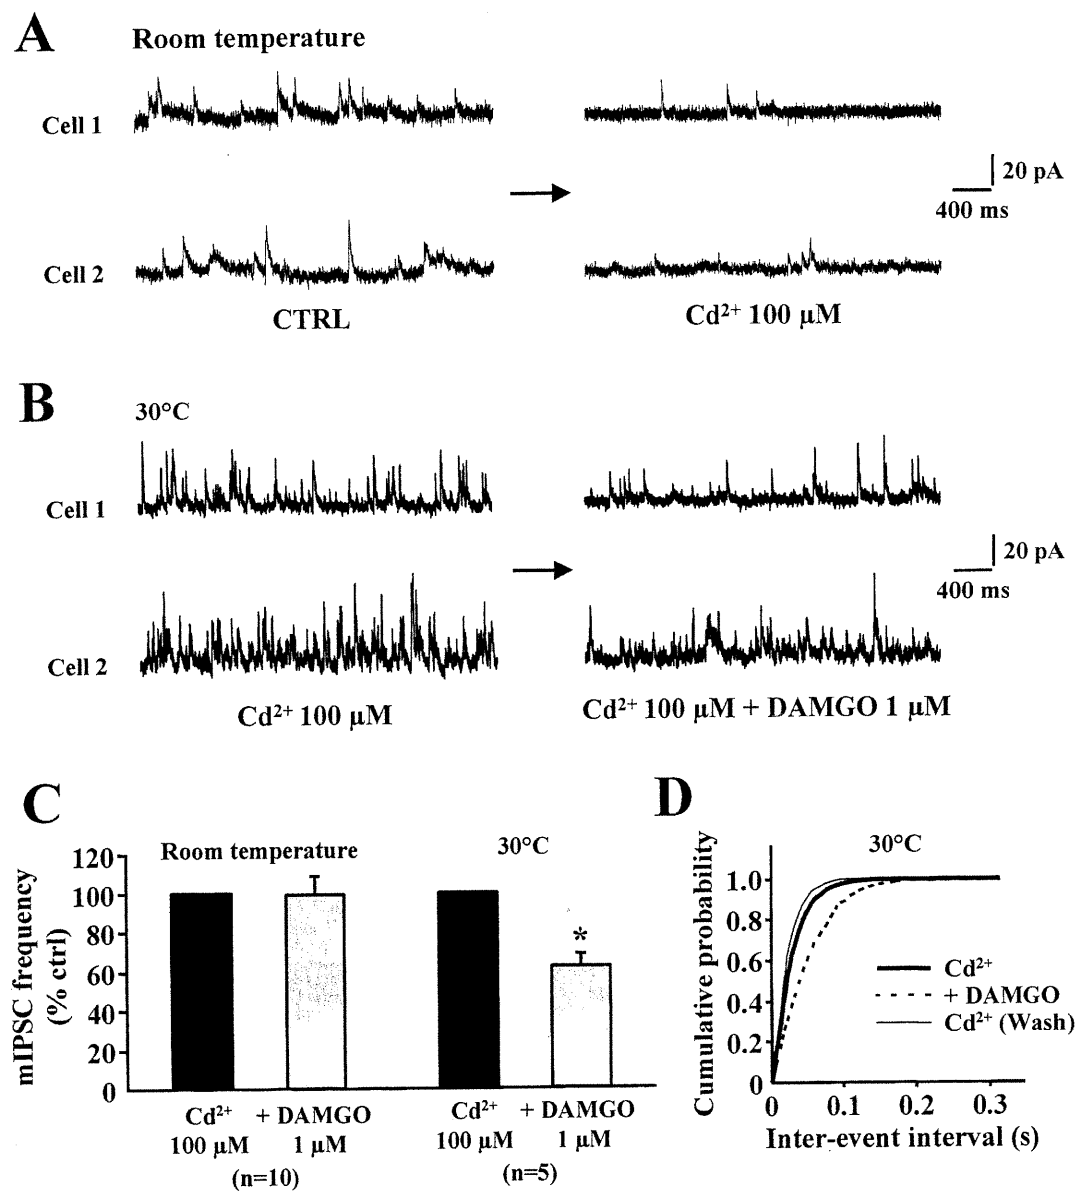 A
Room temperature
Cell 1
20 pA
400 ms
Cell 2
CTRL
Cd²⁺ 100 µM
B
30°C
Cell 1
20 pA
400 ms
Cell 2
Cd²⁺ 100 µM
Cd²⁺ 100 µM + DAMGO 1 µM
C
Room temperature
30°C
mIPSC frequency
(% ctrl)
120
100
80
60
40
20
0
*
Cd²⁺ + DAMGO
100 µM 1 µM
(n=10)
Cd²⁺ + DAMGO
100 µM 1 µM
(n=5)
D
30°C
Cumulative probability
1.0
0.8
0.6
0.4
0.2
0
Cd²⁺
+ DAMGO
Cd²⁺ (Wash)
0 0.1 0.2 0.3
Inter-event interval (s)